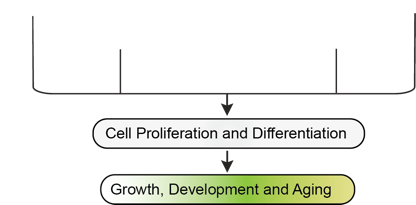 Cell Proliferation and Differentiation
Growth, Development and Aging